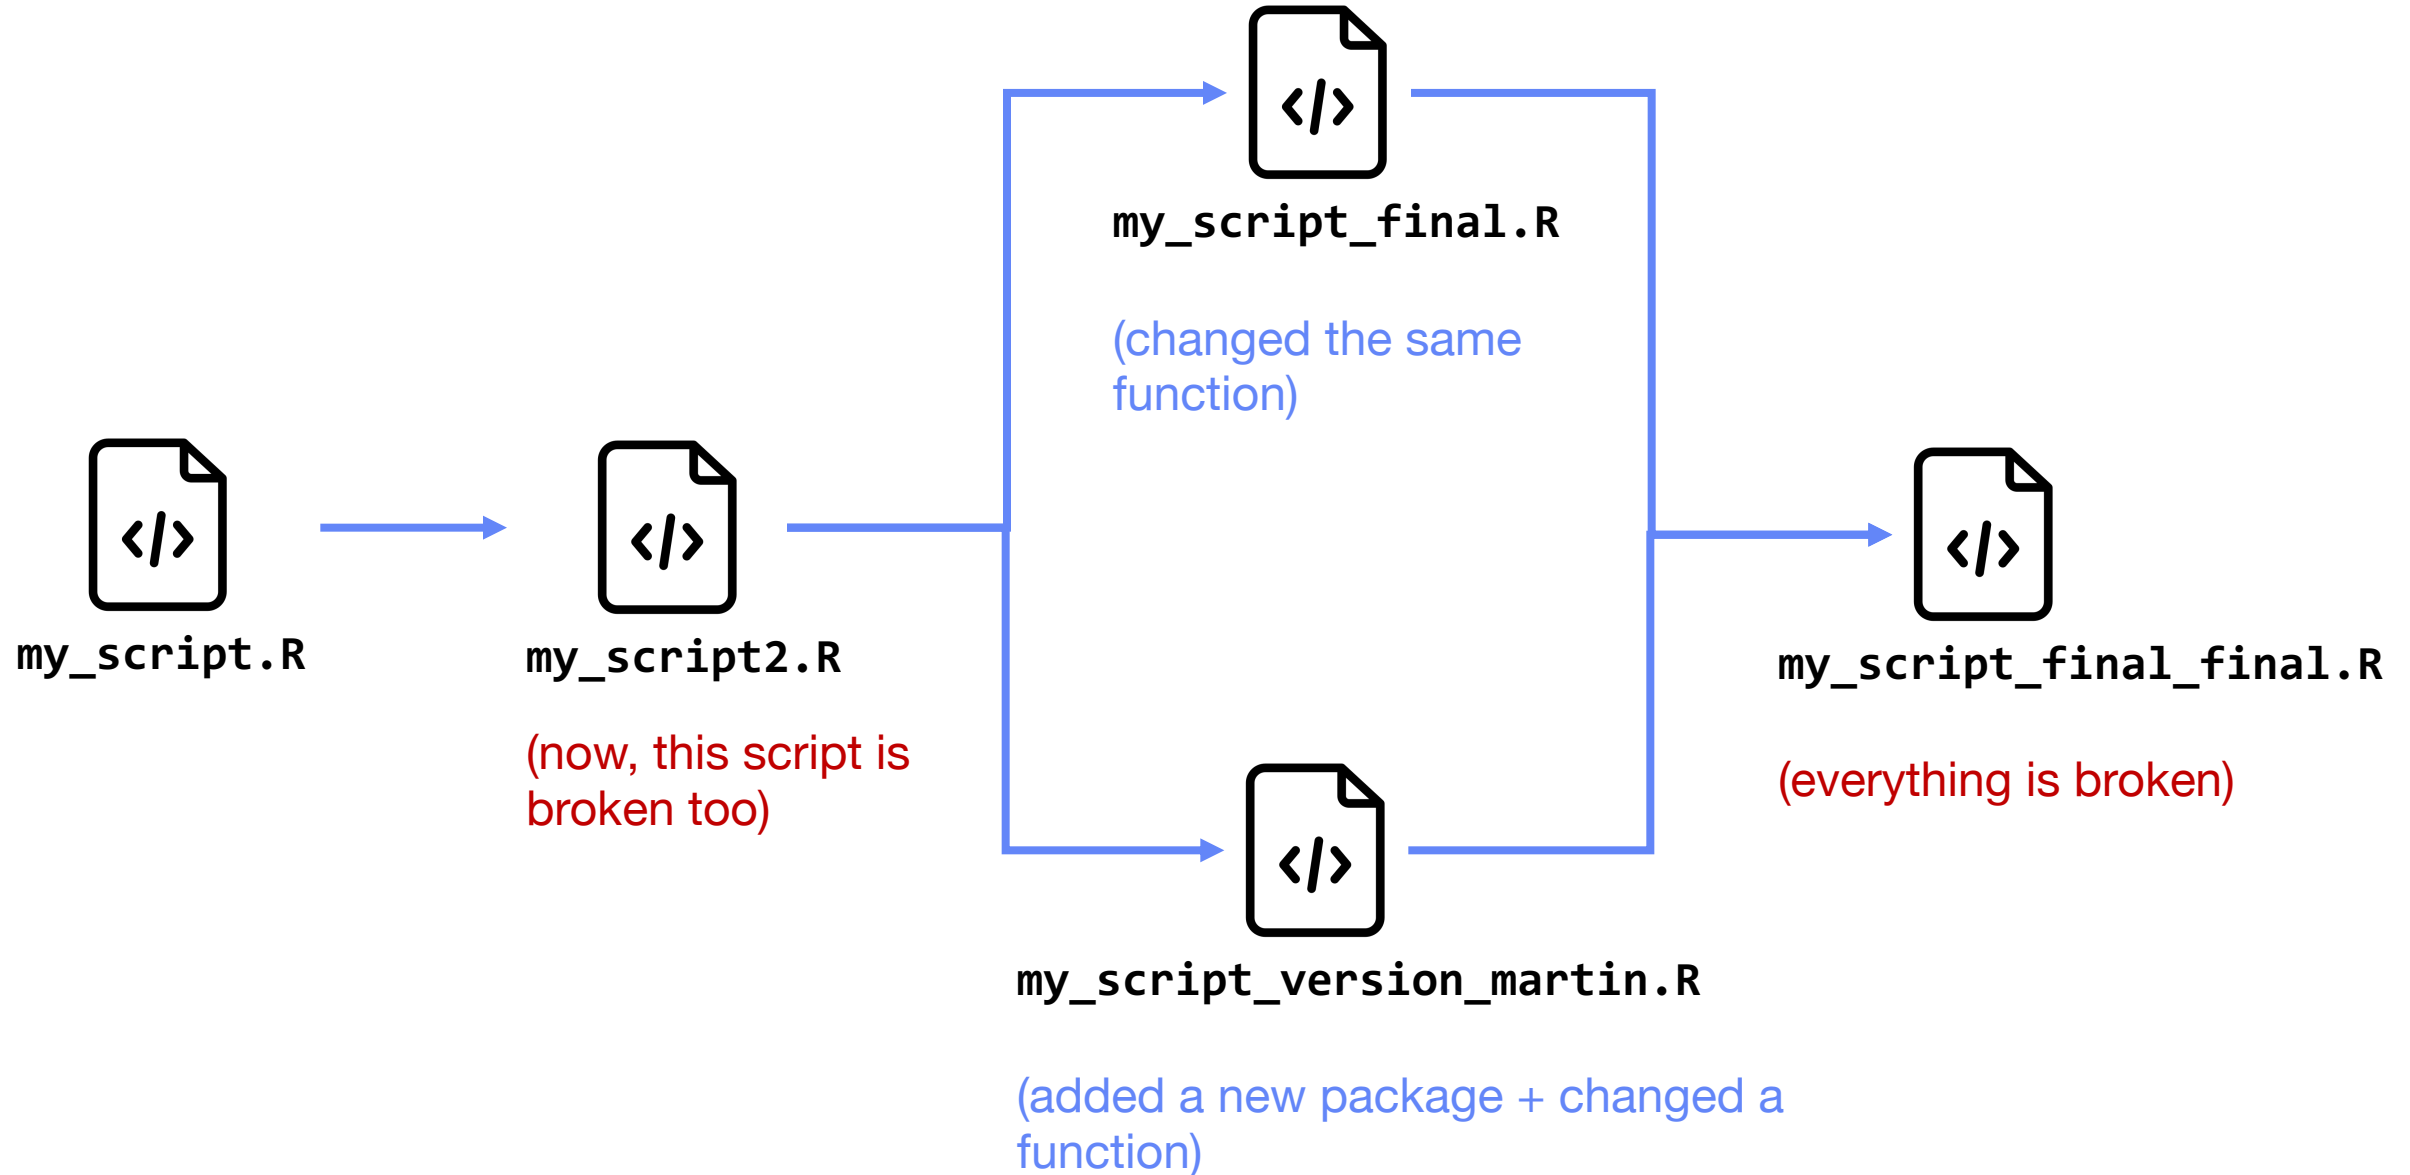 </>
my_script_final.R
(changed the same
function)
</>
my_script.R
</>
my_script2.R
(now, this script is
broken too)
</>
my_script_final_final.R
(everything is broken)
</>
my_script_version_martin.R
(added a new package + changed a
function)